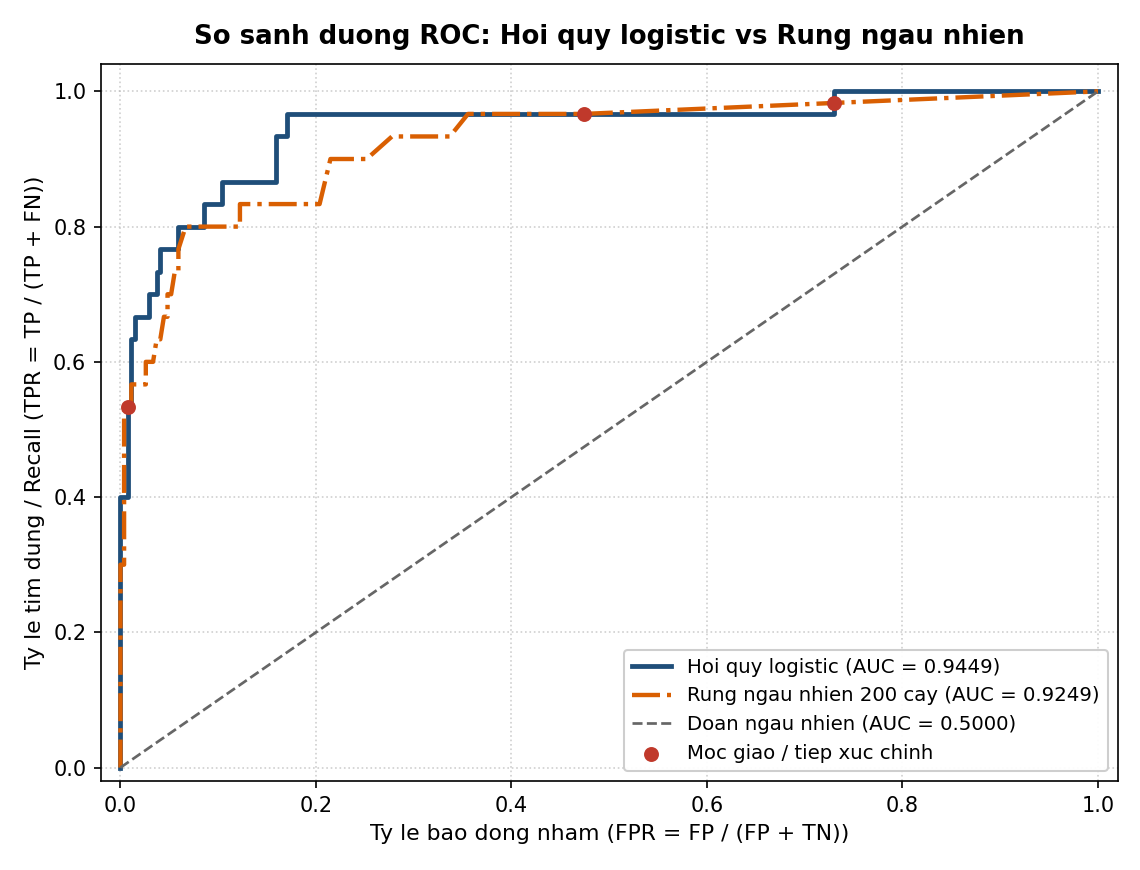 So sanh duong ROC: Hoi quy logistic vs Rung ngau nhien
Ty le tim dung / Recall (TPR = TP / (TP + FN))
1.0
0.8
0.6
0.4
0.2
0.0
Hoi quy logistic (AUC = 0.9449)
Rung ngau nhien 200 cay (AUC = 0.9249)
Doan ngau nhien (AUC = 0.5000)
Moc giao / tiep xuc chinh
0.0 0.2 0.4 0.6 0.8 1.0
Ty le bao dong nham (FPR = FP / (FP + TN))